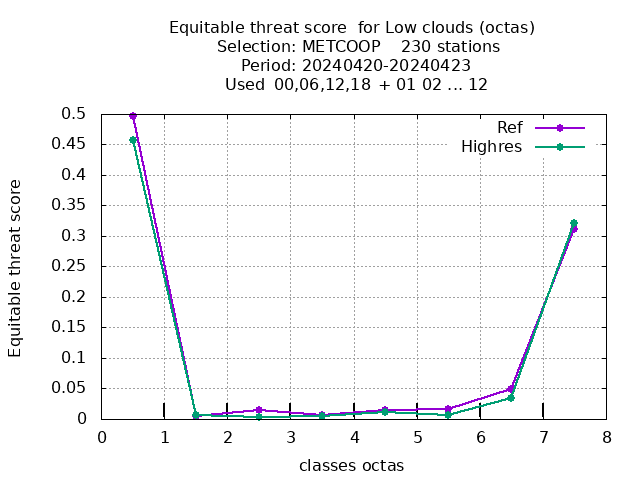 Equitable threat score  for Low clouds (octas)
Selection: METCOOP    230 stations
Period: 20240420-20240423
Used  00,06,12,18  + 01 02 ... 12
Ref
Highres
Equitable threat score
0.5
0.45
0.4
0.35
0.3
0.25
0.2
0.15
0.1
0.05
0
0 1 2 3 4 5 6 7 8
classes octas